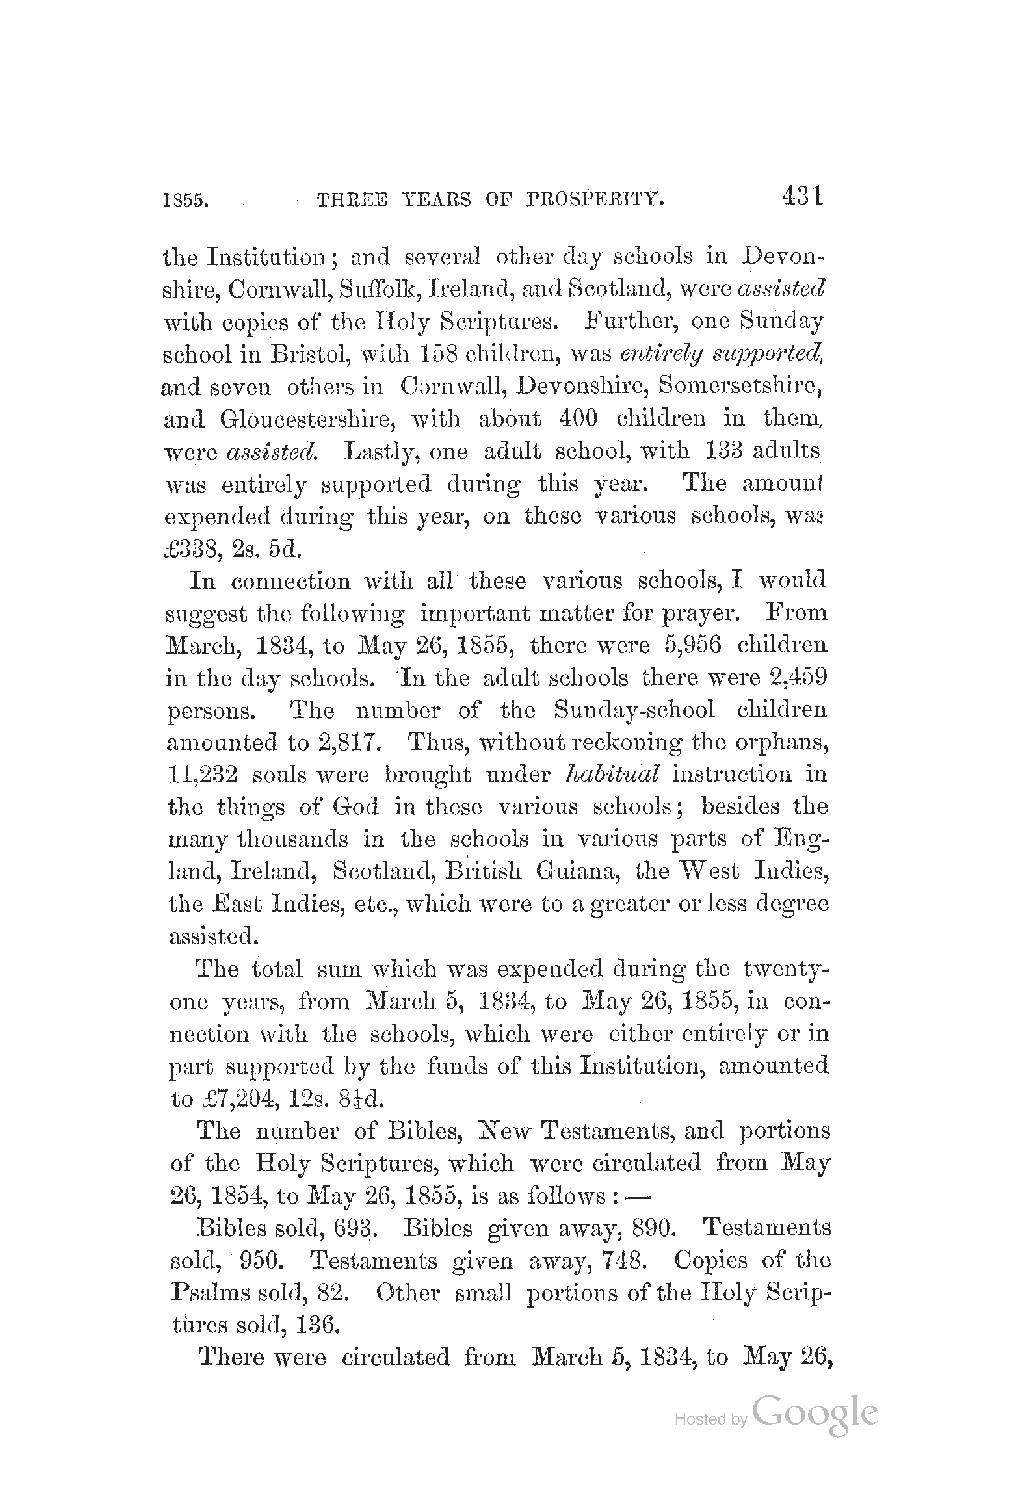 1855. THREE YEARS OF PROSPERITY. 431
the Institution; and several other day schools in Devon-
shire, Cornwall, Suffolk, Ireland, and Scotland, were assisted
with copies of the Holy Scriptures. Further, one Sunday
school in Bristol, with 158 children, was entirely supported,
and seven others in Cornwall, Devonshire, Somersetshire,
and Gloucestershire, with about 400 children in them,
were assisted. Lastly, one adult school, with 133 adults
was entirely supported during this year. The amount
expended during this year, on these various schools, was
£338, 2s. 5d.
In connection with all these various schools, I would
suggest the following important matter for prayer. From
March, 1834, to May 26, 1855, there were 5,956 children
in the day schools. In the adult schools there were 2,459
persons. The number of the Sunday-school children
amounted to 2,817. Thus, without reckoning the orphans,
11,232 souls were brought under habitual instruction in
the things of God in these various schools; besides the
many thousands in the schools in various parts of Eng-
land, Ireland, Scotland, British Guiana, the West Indies,
the East Indies, etc., which were to a greater or less degree
assisted.
The total sum which was expended during the twenty-
one years, from March 5, 1834, to May 26, 1855, in con-
nection with the schools, which were either entirely or in
part supported by the funds of this Institution, amounted
to £7,204, 12s. 8¼d.
The number of Bibles, New Testaments, and portions
of the Holy Scriptures, which were circulated from May
26, 1854, to May 26, 1855, is as follows : —
Bibles sold, 693. Bibles given away, 890. Testaments
sold, 950. Testaments given away, 748. Copies of the
Psalms sold, 82. Other small portions of the Holy Scrip-
tures sold, 136.
There were circulated from March 5, 1834, to May 26,
Hosted by Google